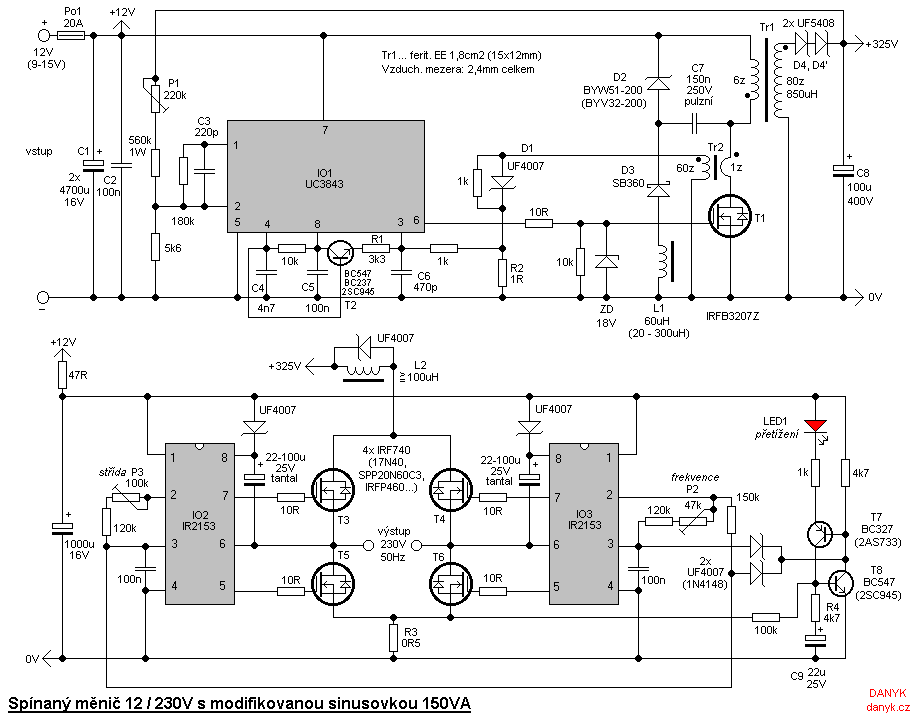 Po1
20A
+12V
+
12V
(9-15V)
Tr1... ferit. EE 1,8cm2 (15x12mm)
Vzduch. mezera: 2,4mm celkem
Tr1
2x UF5408
+325V
D4, D4'
P1
220k
D2
BYW51-200
(BYV32-200)
C7
150n
250V
pulzní
6z
80z
850uH
vstup
C1
+
2x
4700u
16V
C2
100n
560k
1W
C3
220p
180k
5k6
7
1
2
IO1
UC3843
5
4
8
3
6
D1
UF4007
1k
D3
SB360
60z
Tr2
1z
T1
+
C8
100u
400V
10R
10k
10k
R1
3k3
1k
R2
1R
BC547
BC237
2SC945
T2
C4
4n7
C5
100n
C6
470p
ZD
18V
L1
60uH
(20 - 300uH)
IRFB3207Z
−
0V
+12V
47R
+325V
UF4007
L2
≥
100uH
UF4007
UF4007
4x IRF740
(17N40,
SPP20N60C3,
IRFP460...)
LED1
přetížení
střída P3
100k
120k
1
8
2
7
IO2
IR2153
3
6
4
5
+
22-100u
25V
tantal
10R
T3
T4
10R
22-100u
25V
tantal
+
8
1
7
2
IO3
IR2153
6
3
5
4
frekvence
P2
47k
120k
150k
1k
4k7
T7
BC327
(2AS733)
T8
BC547
(2SC945)
+
1000u
16V
100n
výstup
230V
50Hz
T5
T6
10R
10R
100n
2x
UF4007
(1N4148)
R3
0R5
100k
R4
4k7
+
C9
22u
25V
0V
Spínaný měnič 12 / 230V s modifikovanou sinusovkou 150VA
DANYK
danyk.cz